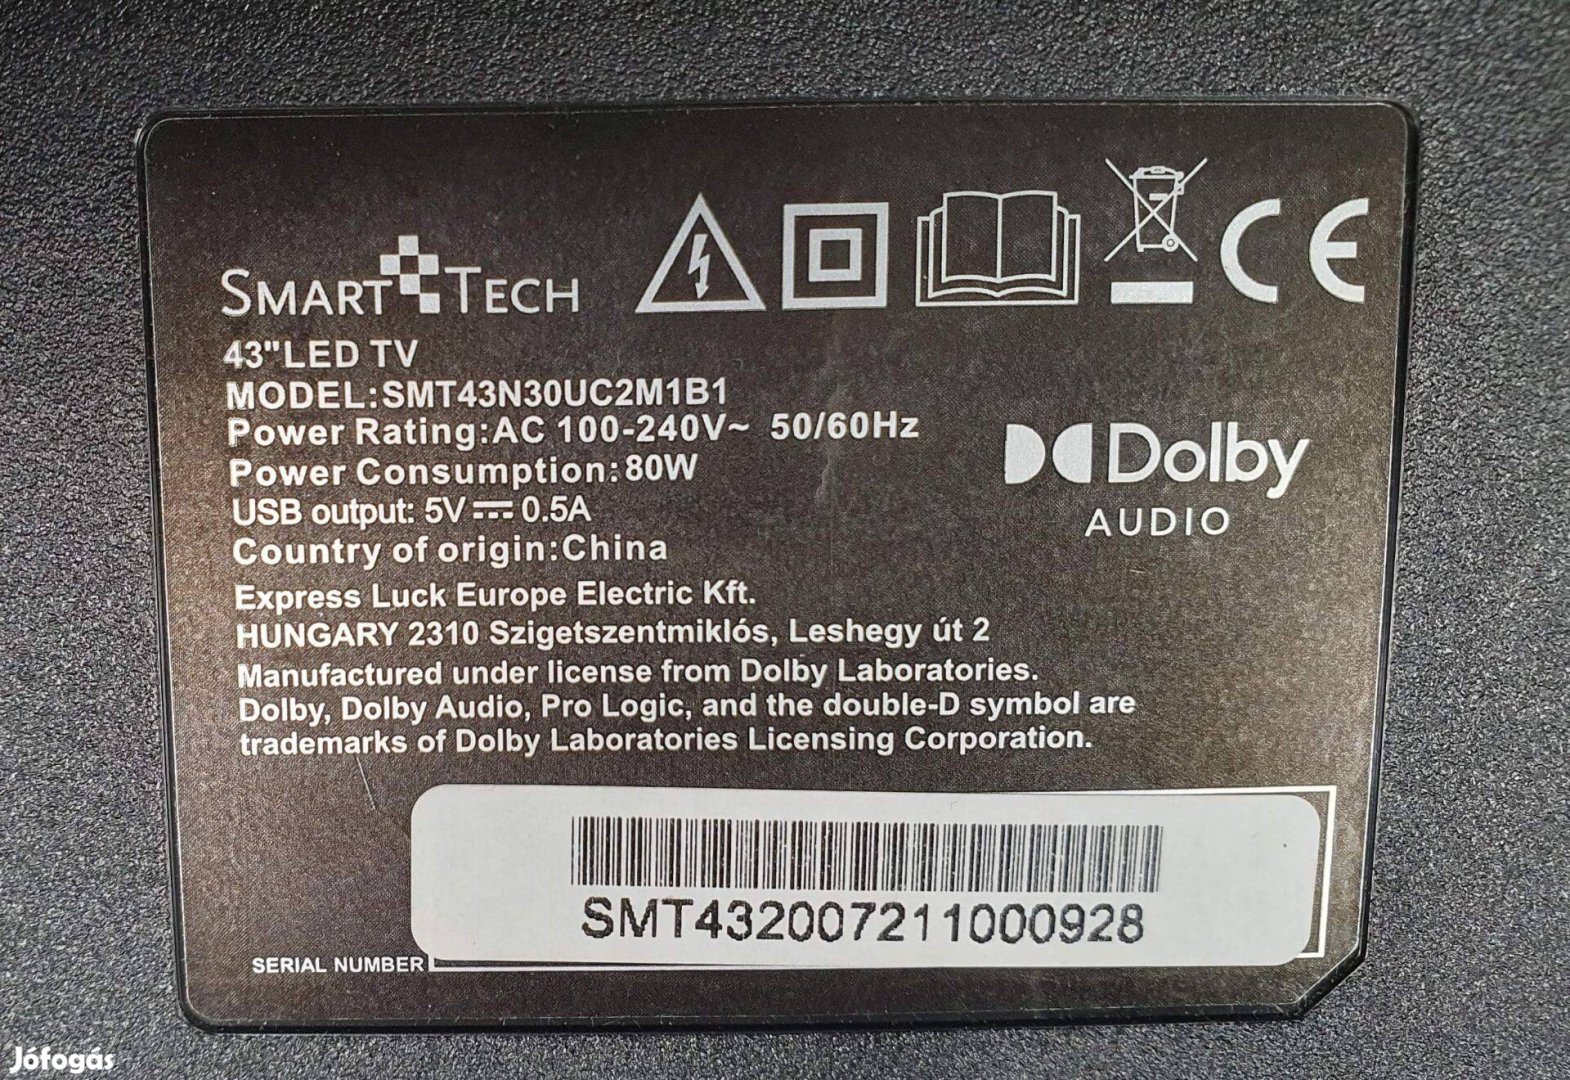 SMART TECH
43"LED TV
MODEL:SMT43N30UC2M1B1
Power Rating:AC 100-240V~ 50/60Hz
Power Consumption:80W
USB output: 5V⎓0.5A
Country of origin:China
Dolby
AUDIO
Express Luck Europe Electric Kft.
HUNGARY 2310 Szigetszentmiklós, Leshegy út 2
Manufactured under license from Dolby Laboratories.
Dolby, Dolby Audio, Pro Logic, and the double-D symbol are
trademarks of Dolby Laboratories Licensing Corporation.
SMT432007211000928
SERIAL NUMBER
Jófogás